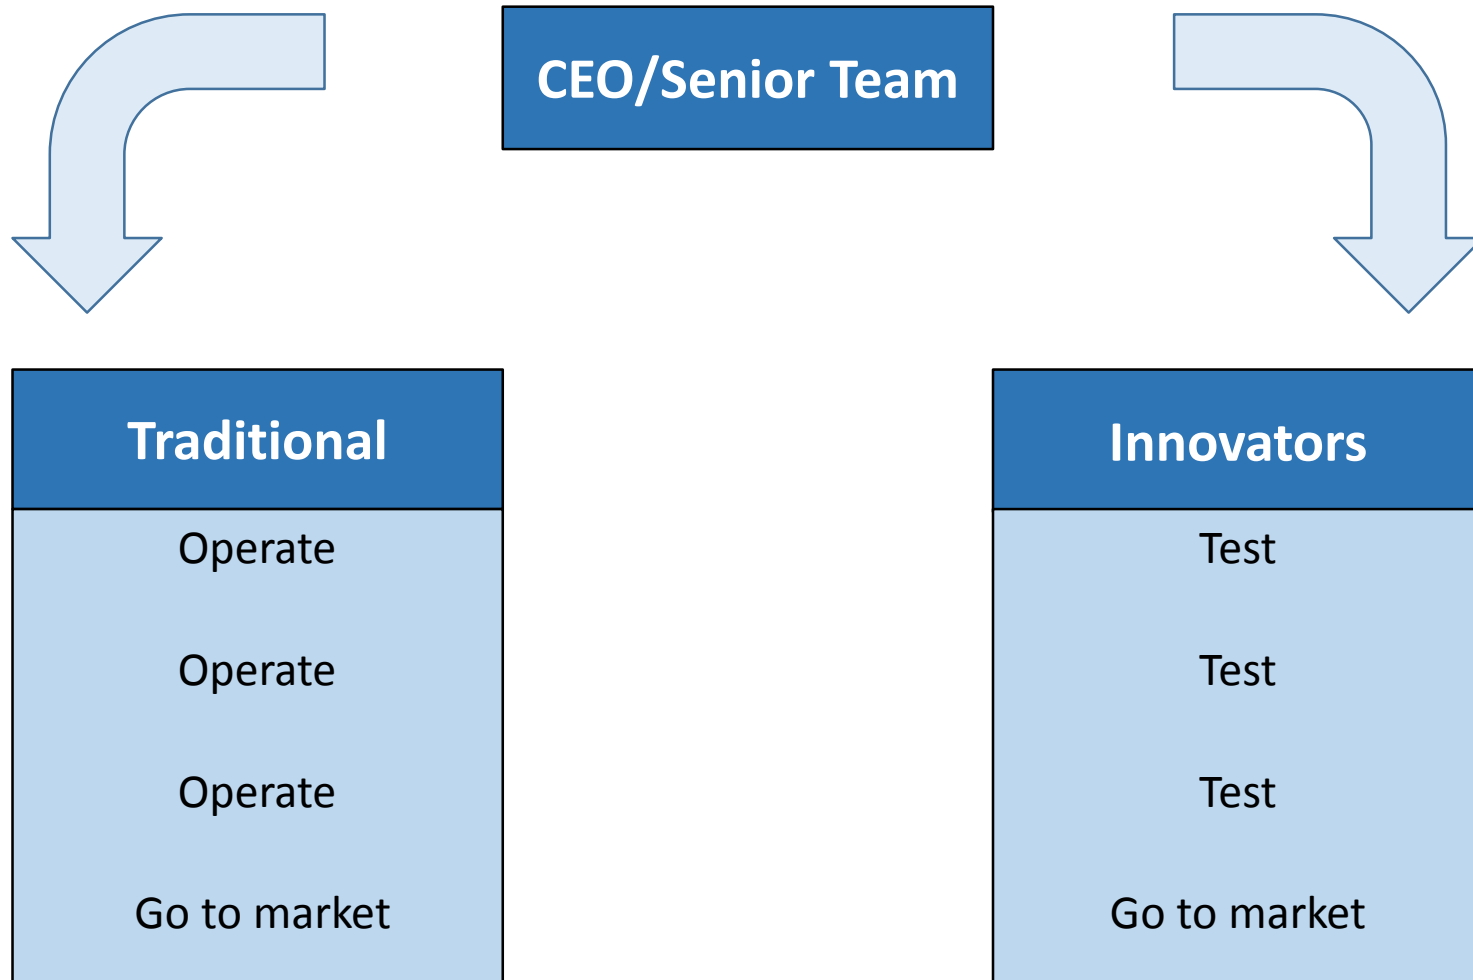 CEO/Senior Team
Traditional
Operate
Operate
Operate
Go to market
Innovators
Test
Test
Test
Go to market